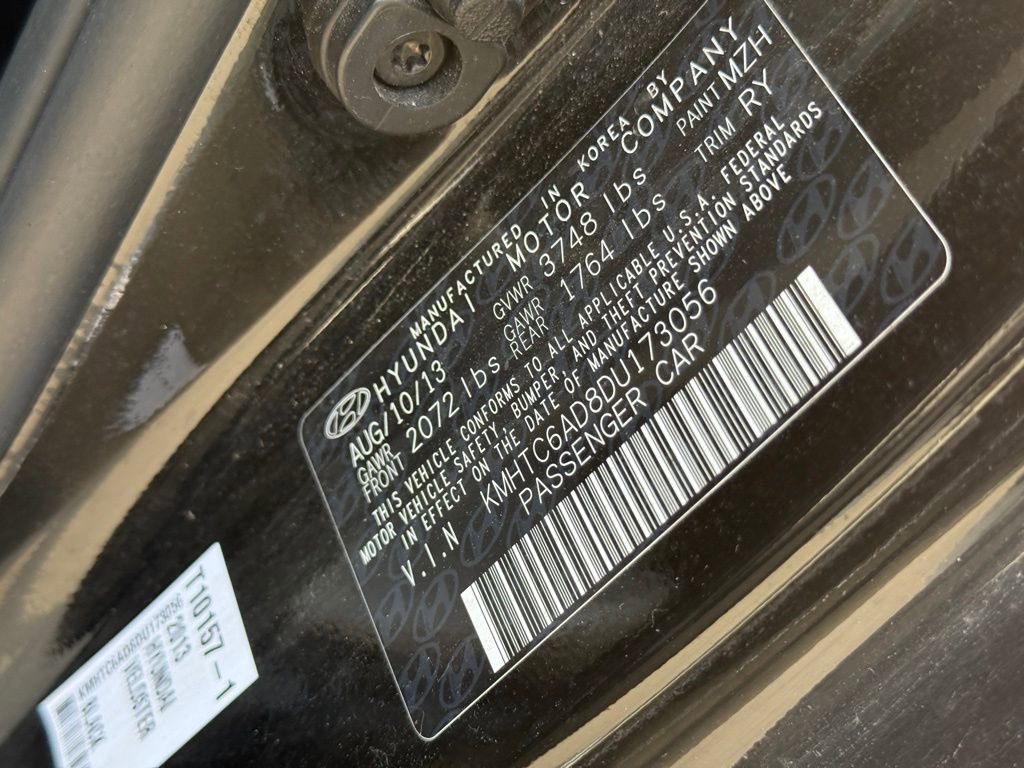 MANUFACTURED IN KOREA BY
HYUNDAI MOTOR COMPANY
AUG/10/13 GVWR 3748 lbs PAINT MZH
GAWR FRONT 2072 lbs GAWR REAR 1764 lbs TRIM RY
THIS VEHICLE CONFORMS TO ALL APPLICABLE U.S.A. FEDERAL
MOTOR VEHICLE SAFETY, BUMPER, AND THEFT PREVENTION STANDARDS
IN EFFECT ON THE DATE OF MANUFACTURE SHOWN ABOVE
V.I.N KMHTC6AD8DU173056
PASSENGER CAR
T10157-1
2013
HYUNDAI
VELOSTER
BLACK
KMHTC6AD8DU173056